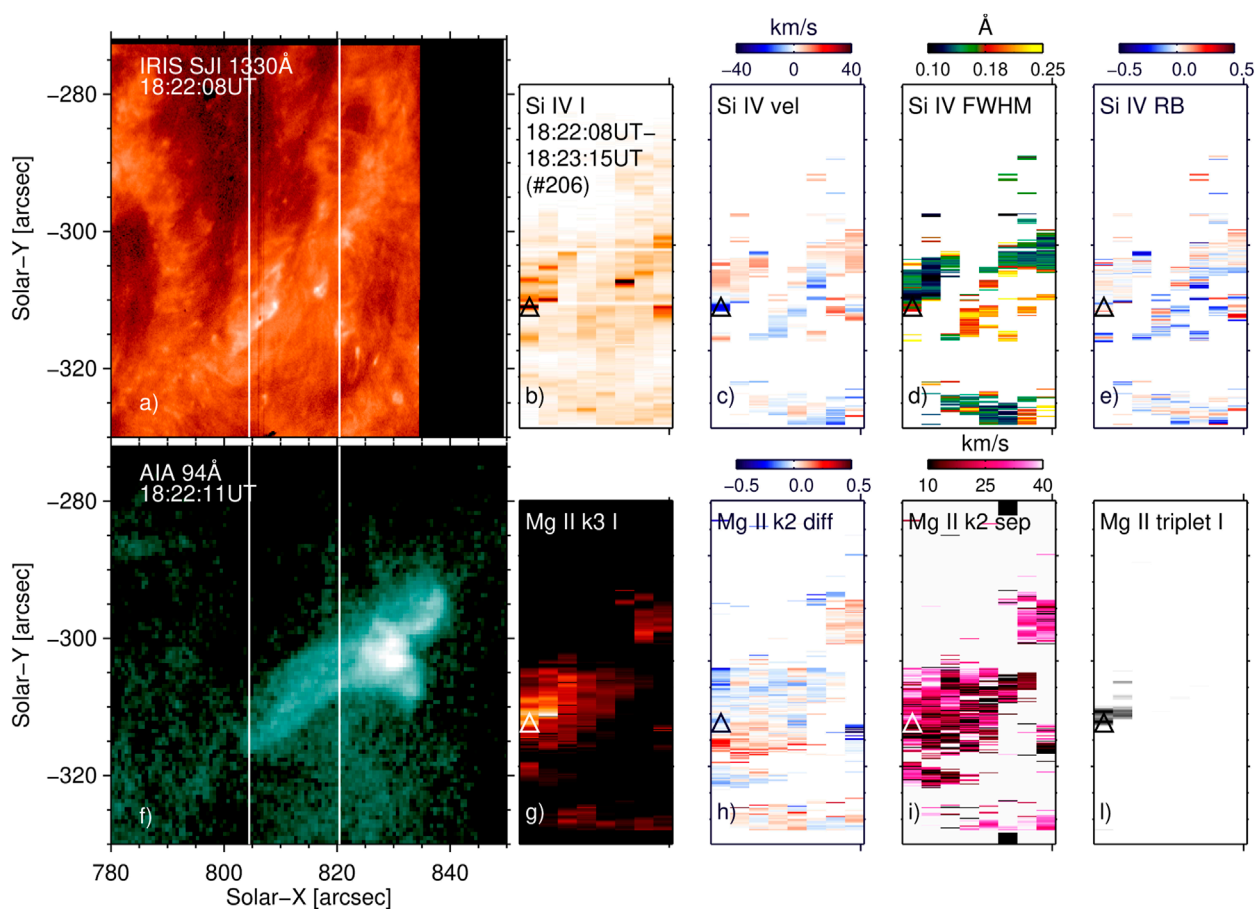 km/s
−40 0 40
Å
0.10 0.18 0.25
−0.5 0.0 0.5
IRIS SJI 1330Å
18:22:08UT
Si IV I
18:22:08UT−
18:23:15UT
(#206)
Si IV vel
Si IV FWHM
Si IV RB
Solar−Y [arcsec]
−280
−300
−320
a)
b)
c)
d)
e)
AIA 94Å
18:22:11UT
−0.5 0.0 0.5
km/s
10 25 40
Mg II k3 I
Mg II k2 diff
Mg II k2 sep
Mg II triplet I
Solar−Y [arcsec]
−280
−300
−320
f)
g)
h)
i)
l)
780 800 820 840
Solar−X [arcsec]